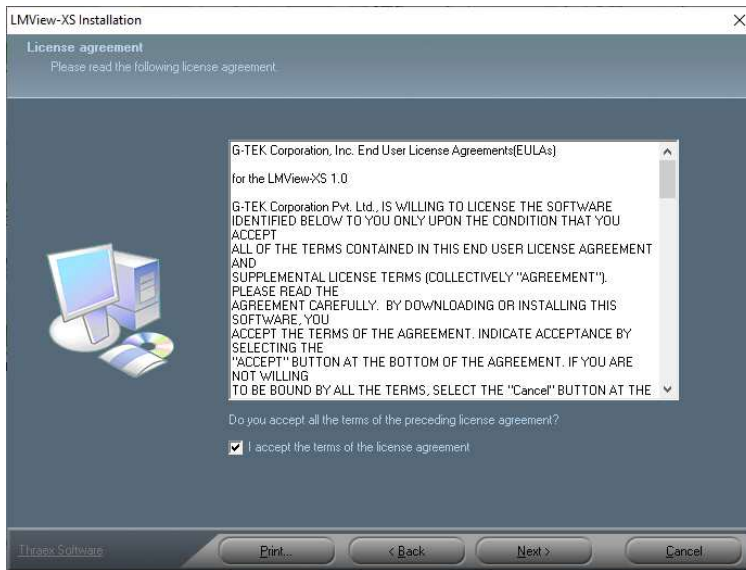 LMView-XS Installation
License agreement
Please read the following license agreement.
G-TEK Corporation, Inc. End User License Agreements(EULAs)
for the LMView-XS 1.0
G-TEK Corporation Pvt. Ltd., IS WILLING TO LICENSE THE SOFTWARE
IDENTIFIED BELOW TO YOU ONLY UPON THE CONDITION THAT YOU
ACCEPT
ALL OF THE TERMS CONTAINED IN THIS END USER LICENSE AGREEMENT
AND
SUPPLEMENTAL LICENSE TERMS (COLLECTIVELY "AGREEMENT").
PLEASE READ THE
AGREEMENT CAREFULLY. BY DOWNLOADING OR INSTALLING THIS
SOFTWARE, YOU
ACCEPT THE TERMS OF THE AGREEMENT. INDICATE ACCEPTANCE BY
SELECTING THE
"ACCEPT" BUTTON AT THE BOTTOM OF THE AGREEMENT. IF YOU ARE
NOT WILLING
TO BE BOUND BY ALL THE TERMS, SELECT THE "Cancel" BUTTON AT THE
Do you accept all the terms of the preceding license agreement?
I accept the terms of the license agreement
Thraex Software
Print...
< Back
Next >
Cancel